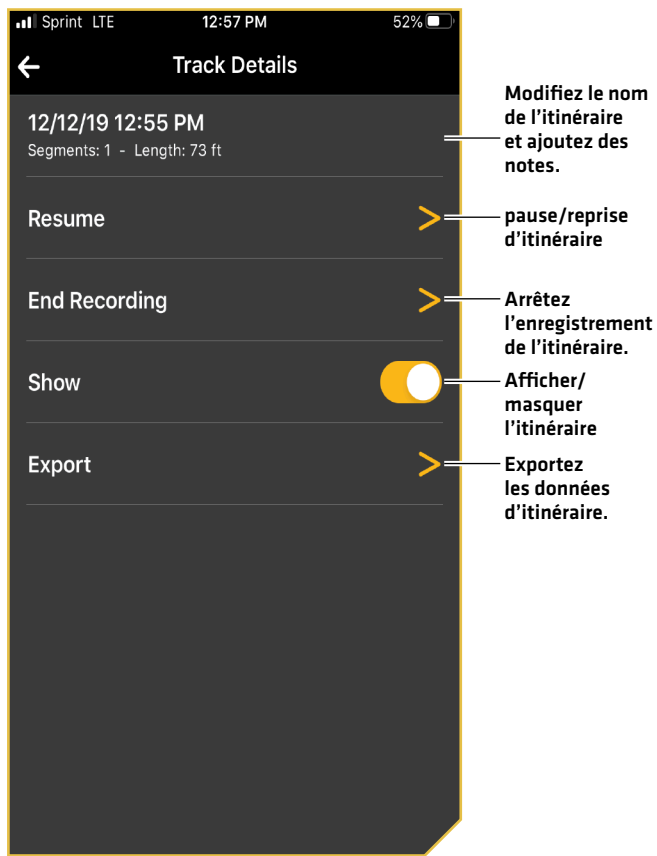 Sprint LTE 12:57 PM 52%
Track Details
12/12/19 12:55 PM
Segments: 1 - Length: 73 ft
Modifiez le nom
de l'itinéraire
et ajoutez des
notes.
Resume
pause/reprise
d'itinéraire
End Recording
Arrêtez
l'enregistrement
de l'itinéraire.
Show
Afficher/
masquer
l'itinéraire
Export
Exportez
les données
d'itinéraire.